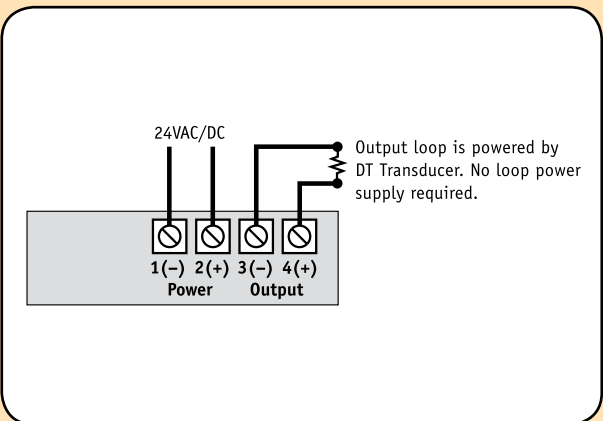 24VAC/DC
Output loop is powered by
DT Transducer. No loop power
supply required.
1(–) 2(+) 3(–) 4(+)
Power Output